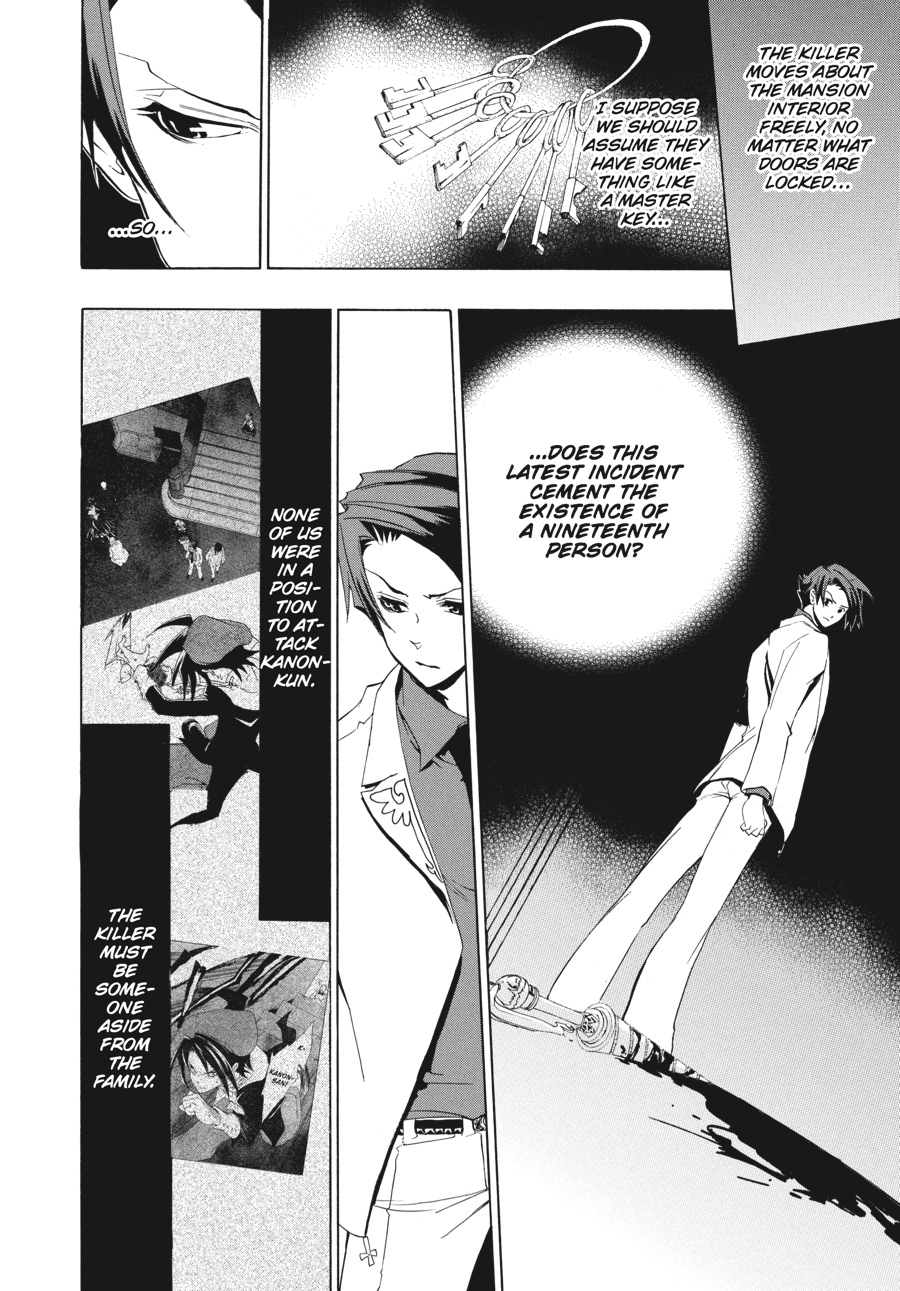 THE KILLER
MOVES ABOUT
THE MANSION
INTERIOR
FREELY, NO
MATTER WHAT
DOORS ARE
LOCKED...
I SUPPOSE
WE SHOULD
ASSUME THEY
HAVE SOME-
THING LIKE
A MASTER
KEY...
...SO...
...DOES THIS
LATEST INCIDENT
CEMENT THE
EXISTENCE OF
A NINETEENTH
PERSON?
NONE
OF US
WERE
IN A
POSI-
TION
TO AT-
TACK
KANON-
KUN.
KANON-
SAN!
THE
KILLER
MUST
BE
SOME-
ONE
ASIDE
FROM
THE
FAMILY.